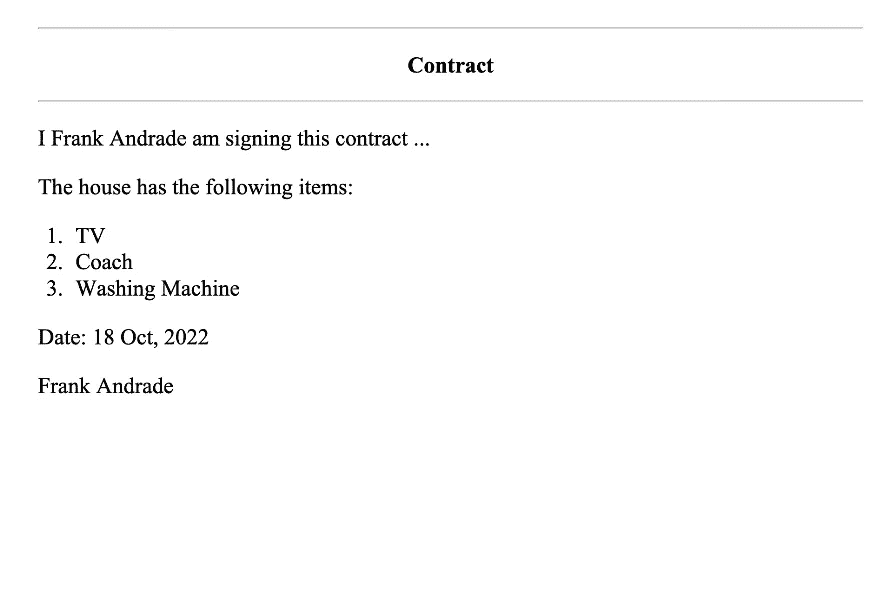 Contract
I Frank Andrade am signing this contract ...
The house has the following items:
1. TV
2. Coach
3. Washing Machine
Date: 18 Oct, 2022
Frank Andrade